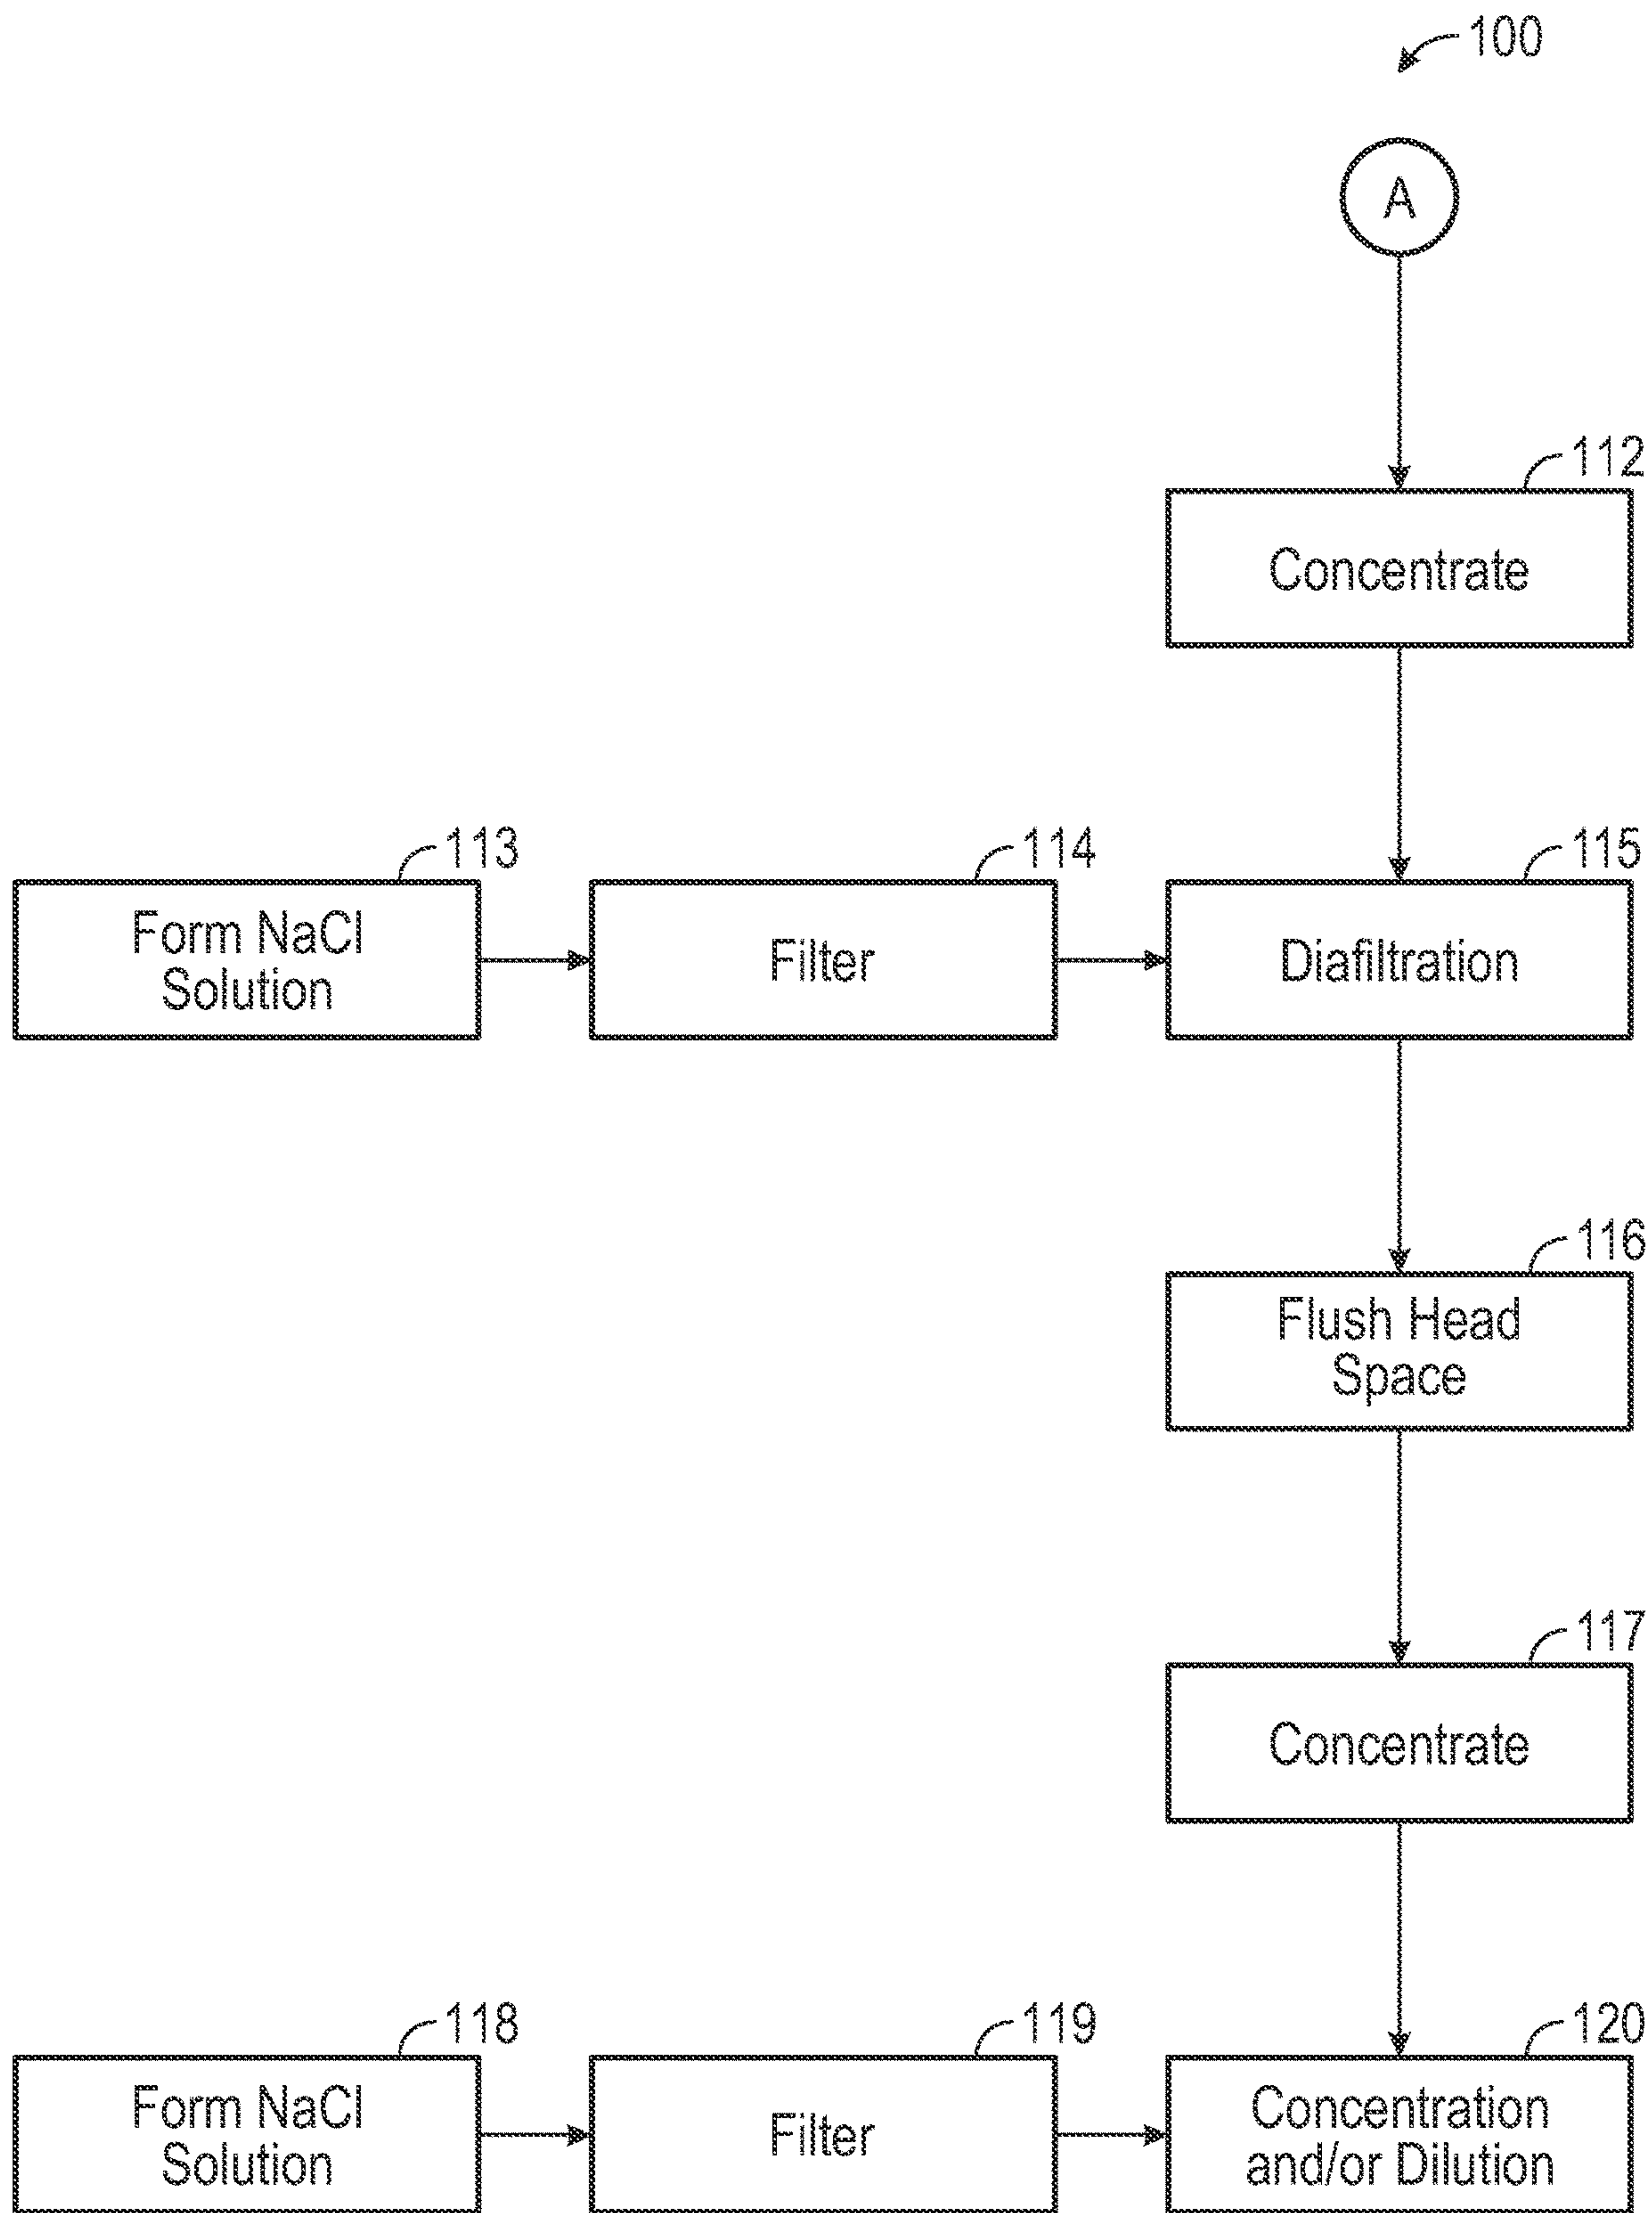 100
A
112
Concentrate
113
Form NaCl
Solution
114
Filter
115
Diafiltration
116
Flush Head
Space
117
Concentrate
118
Form NaCl
Solution
119
Filter
120
Concentration
and/or Dilution